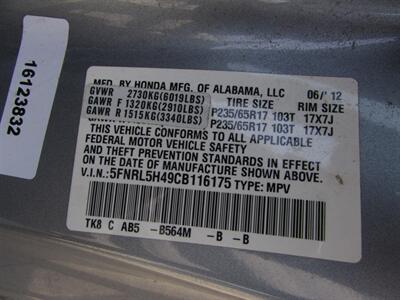 16123832
MFD. BY HONDA MFG. OF ALABAMA, LLC 06/'12
GVWR 2730KG(6019LBS) TIRE SIZE RIM SIZE
GAWR F 1320KG(2910LBS) P235/65R17 103T 17X7J
GAWR R 1515KG(3340LBS) P235/65R17 103T 17X7J
THIS VEHICLE CONFORMS TO ALL APPLICABLE
FEDERAL MOTOR VEHICLE SAFETY
AND THEFT PREVENTION STANDARDS IN EFFECT
ON THE DATE OF MANUFACTURE SHOWN ABOVE.
V.I.N.: 5FNRL5H49CB116175 TYPE: MPV
TK8 C AB5 -B564M -B -B